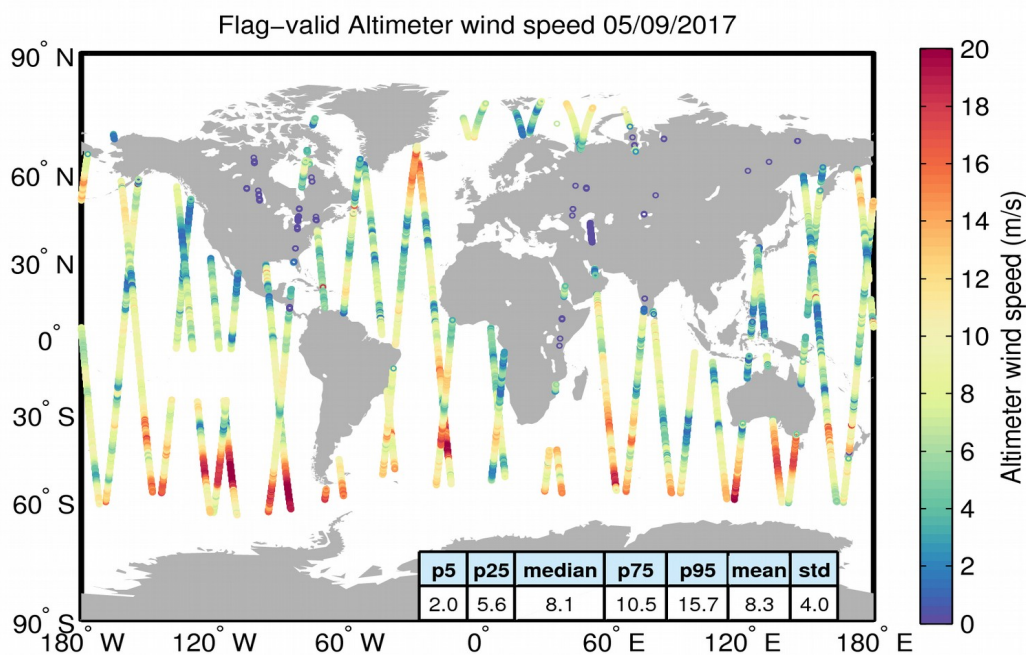 Flag−valid Altimeter wind speed 05/09/2017
90° N
60° N
30° N
0°
30° S
60° S
90° S
180° W
120° W
60° W
0°
60° E
120° E
180° E
p5 p25 median p75 p95 mean std
2.0 5.6 8.1 10.5 15.7 8.3 4.0
20
18
16
14
12
10
8
6
4
2
0
Altimeter wind speed (m/s)